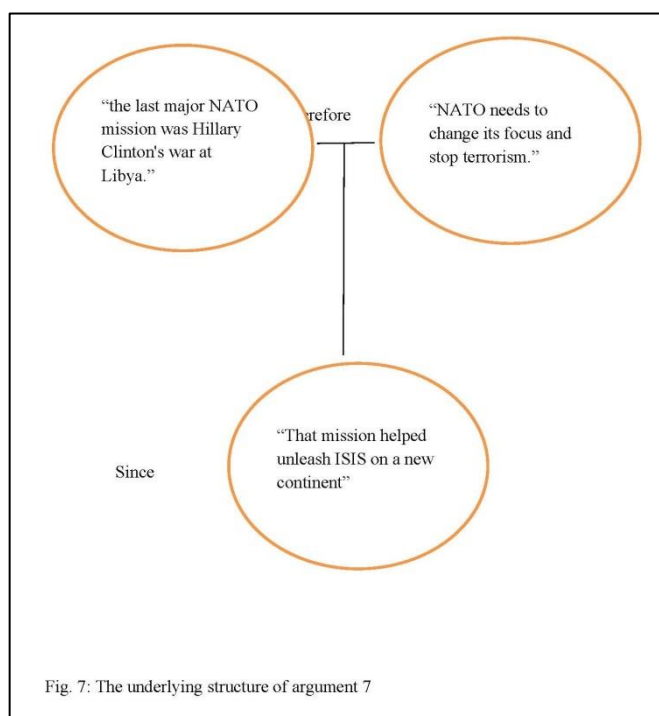 “the last major NATO
mission was Hillary
Clinton's war at
Libya.”
erefore
“NATO needs to
change its focus and
stop terrorism.”
“That mission helped
unleash ISIS on a new
continent”
Since
Fig. 7: The underlying structure of argument 7